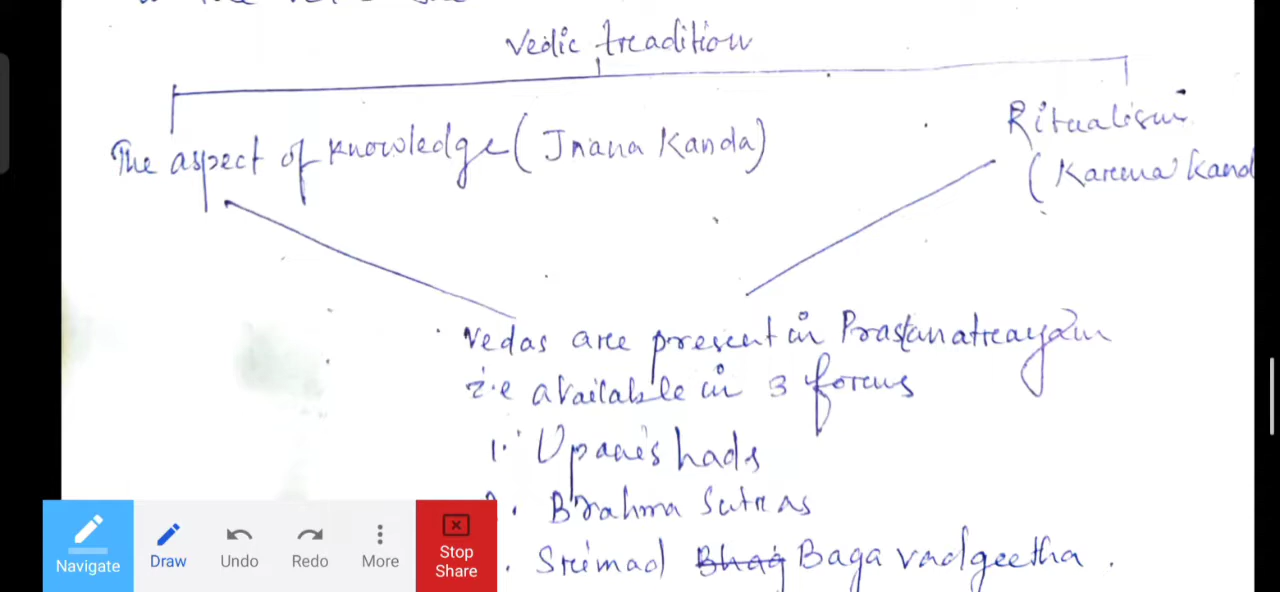 Vedic treadition
The aspect of knowledge (Jnana Kanda)
Ritualism
(Karma Kand
Vedas are present in Prastanatrayam
i.e available in 3 forms
1. Upanishads
. Brahma Sutras
. Srimad Bhag Bagavadgeetha .
Navigate
Draw
Undo
Redo
More
Stop
Share